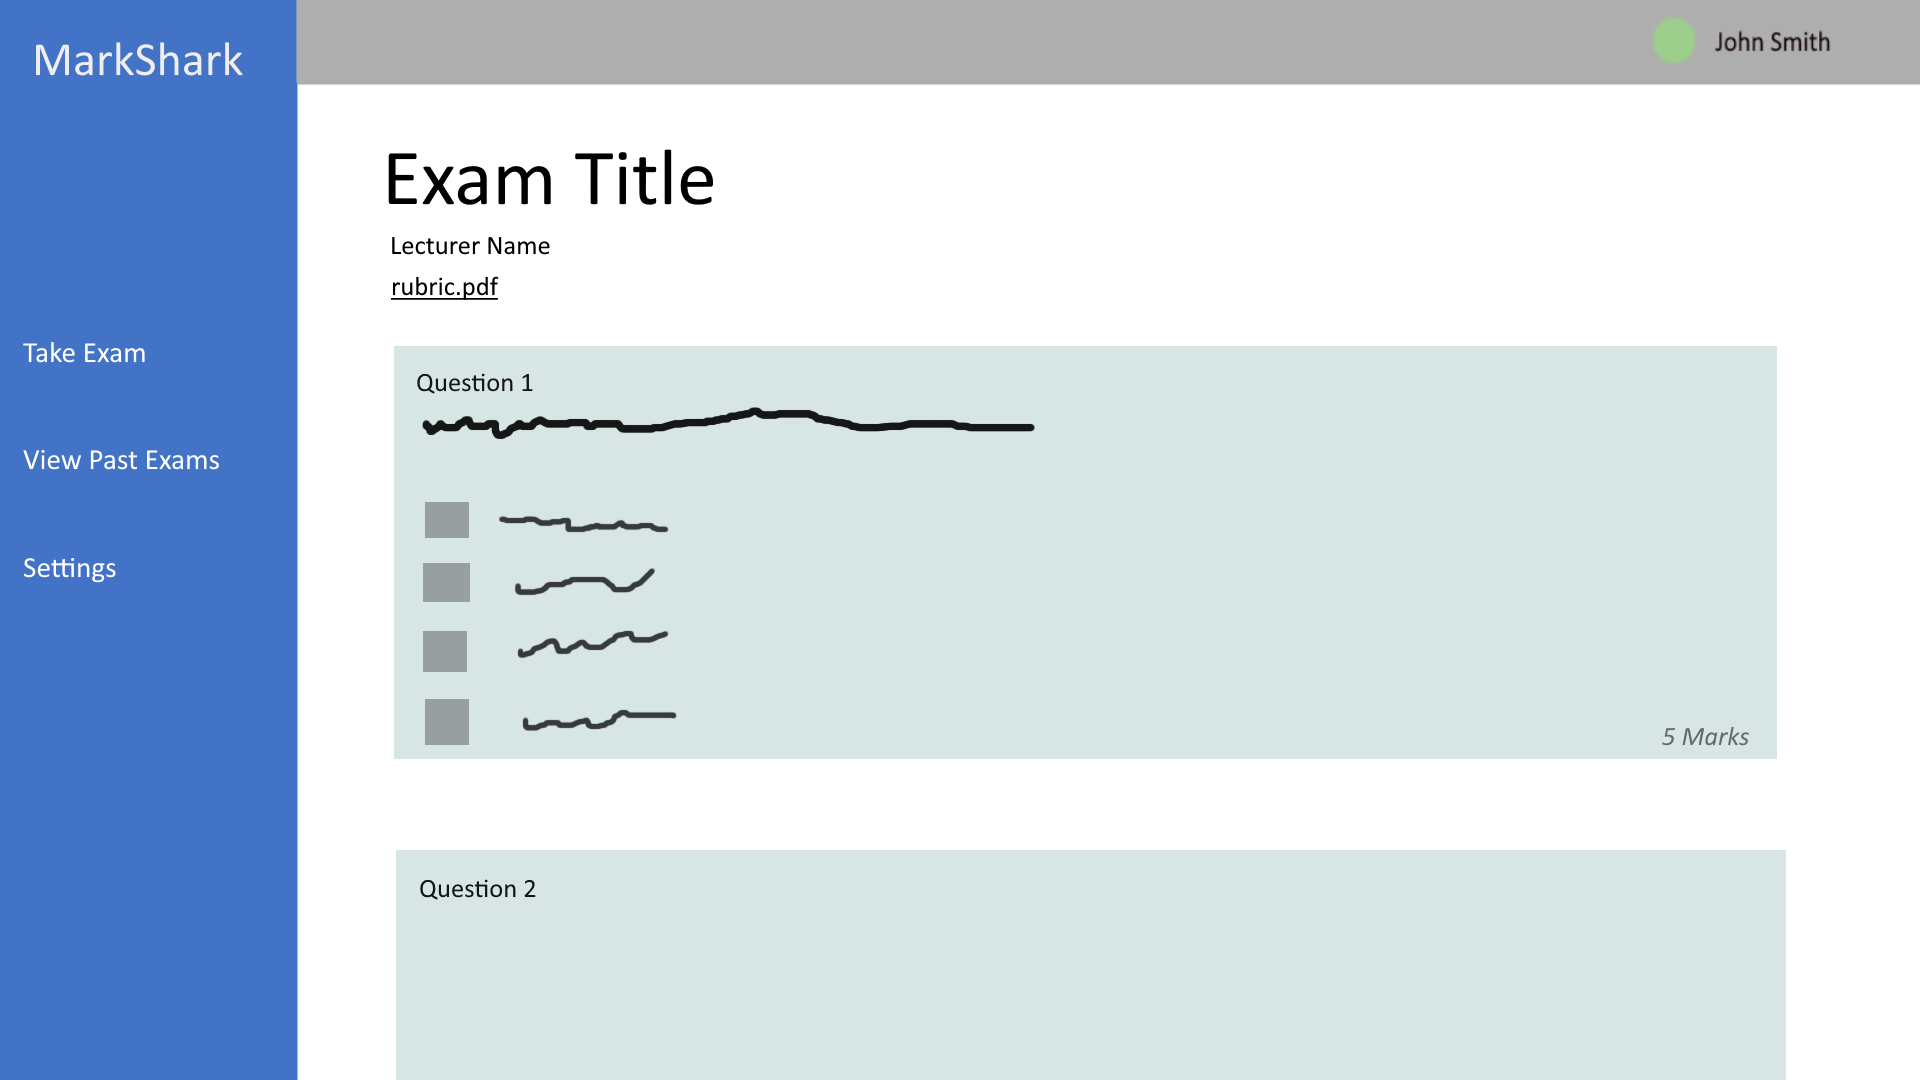 MarkShark
John Smith
Exam Title
Lecturer Name
rubric.pdf
Take Exam
View Past Exams
Settings
Question 1
5 Marks
Question 2